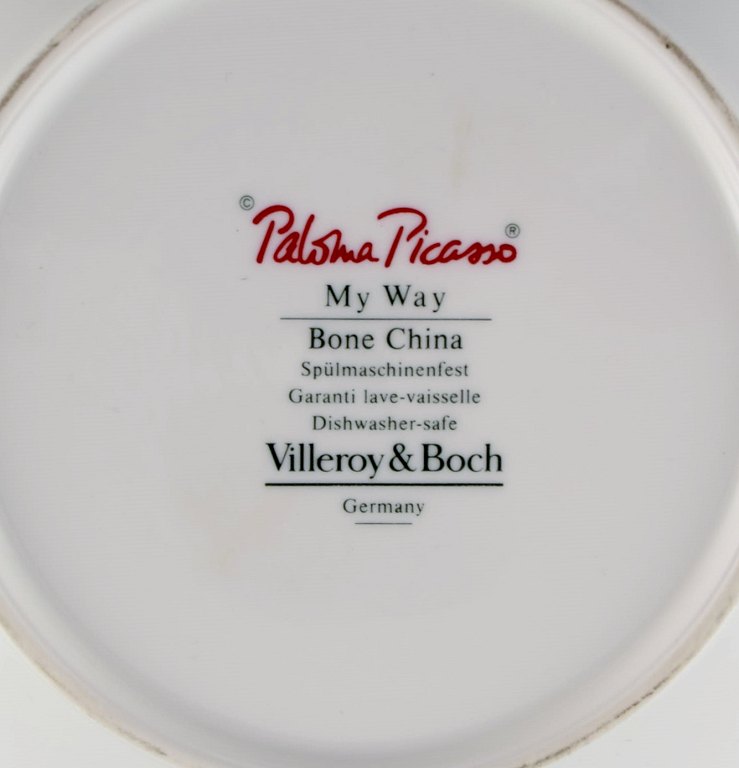 © Paloma Picasso ®
My Way
Bone China
Spülmaschinenfest
Garanti lave-vaisselle
Dishwasher-safe
Villeroy & Boch
Germany